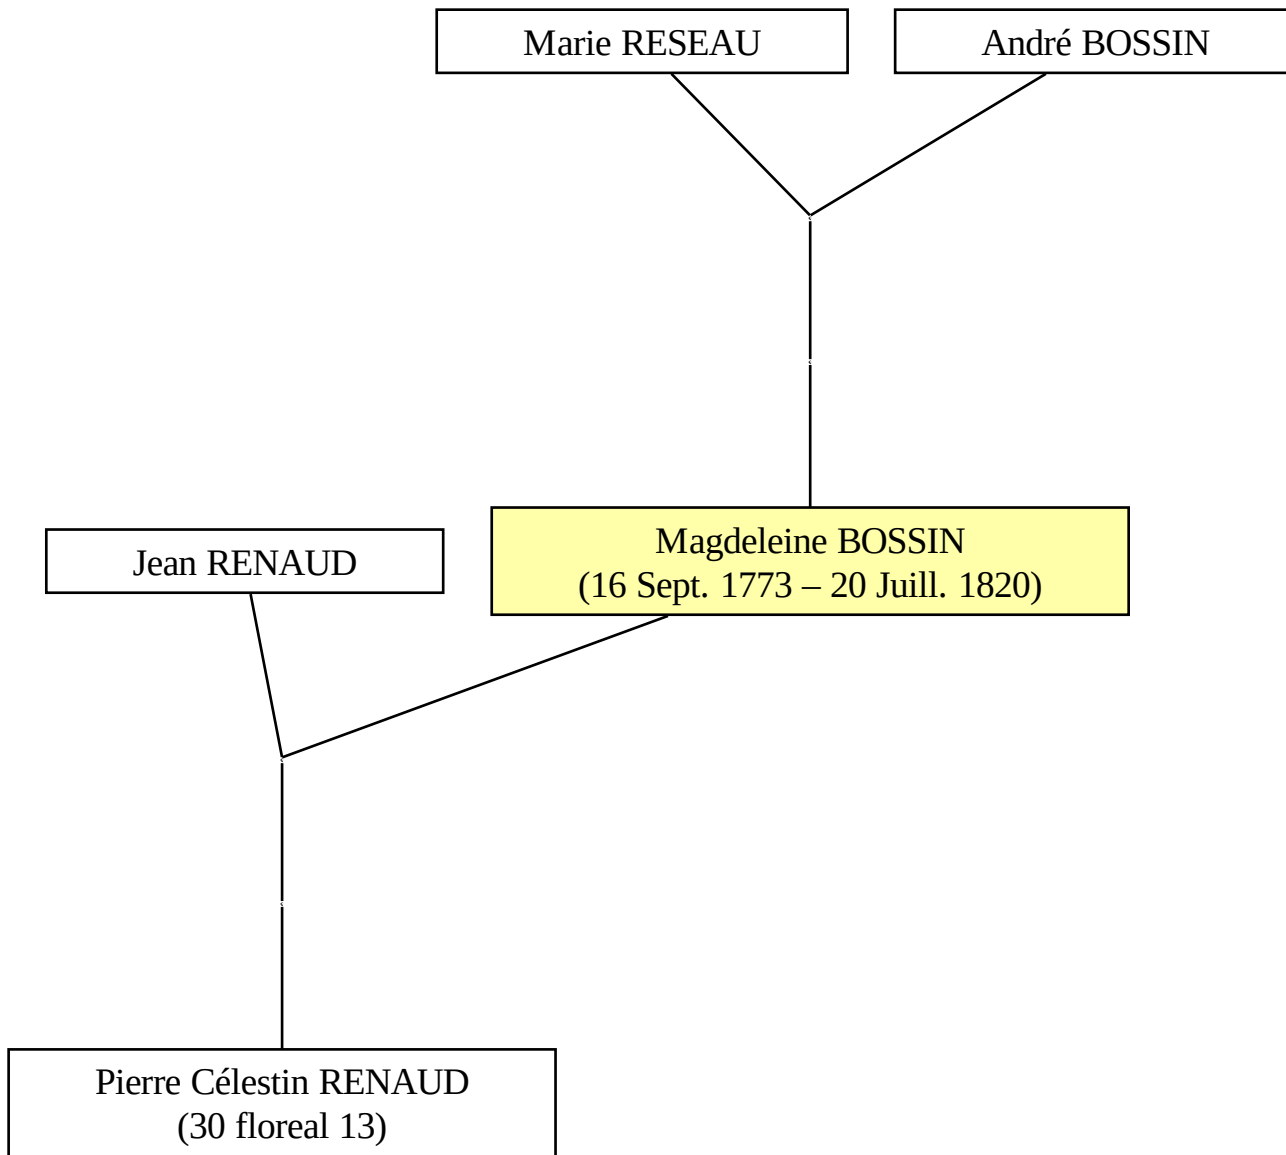 Marie RESEAU
André BOSSIN
Jean RENAUD
Magdeleine BOSSIN
(16 Sept. 1773 – 20 Juill. 1820)
Pierre Célestin RENAUD
(30 floreal 13)